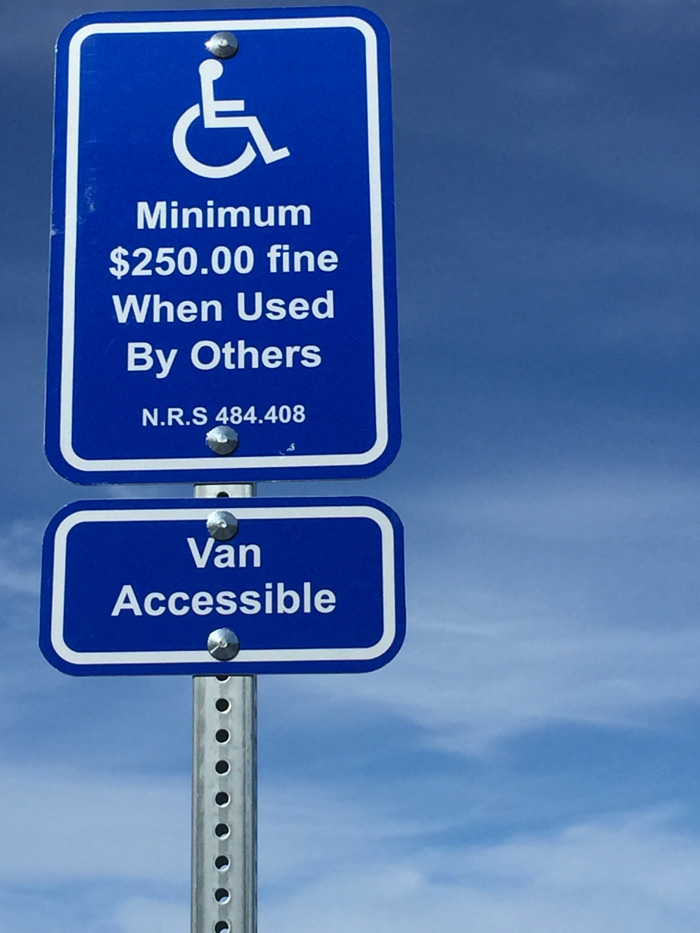 Minimum
$250.00 fine
When Used
By Others
N.R.S 484.408
Van
Accessible